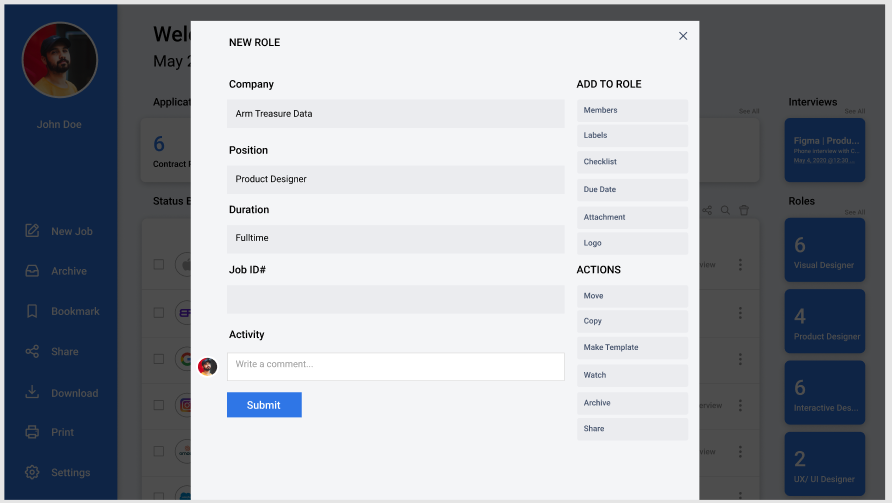 Wel
May 2
John Doe
New Job
Archive
Bookmark
Share
Download
Print
Settings
Applicat
6
Contract
Status
NEW ROLE
Company
Arm Treasure Data
Position
Product Designer
Duration
Fulltime
Job ID#
Activity
Write a comment...
Submit
ADD TO ROLE
Members
Labels
Checklist
Due Date
Attachment
Logo
ACTIONS
Move
Copy
Make Template
Watch
Archive
Share
See All
Interviews
See All
Figma | Produ...
Phone interview with C...
May 4, 2020 @12:30 ...
Roles
See All
6
Visual Designer
4
Product Designer
6
Interactive Des...
2
UX/ UI Designer